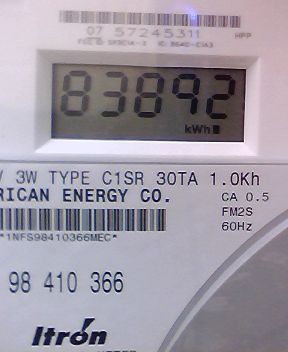 07 57245311
83892
kWh
V 3W TYPE C1SR 30TA 1.0Kh
RICAN ENERGY CO.
CA 0.5
FM2S
60Hz
*1NFS98410366MEC*
98 410 366
Itrón